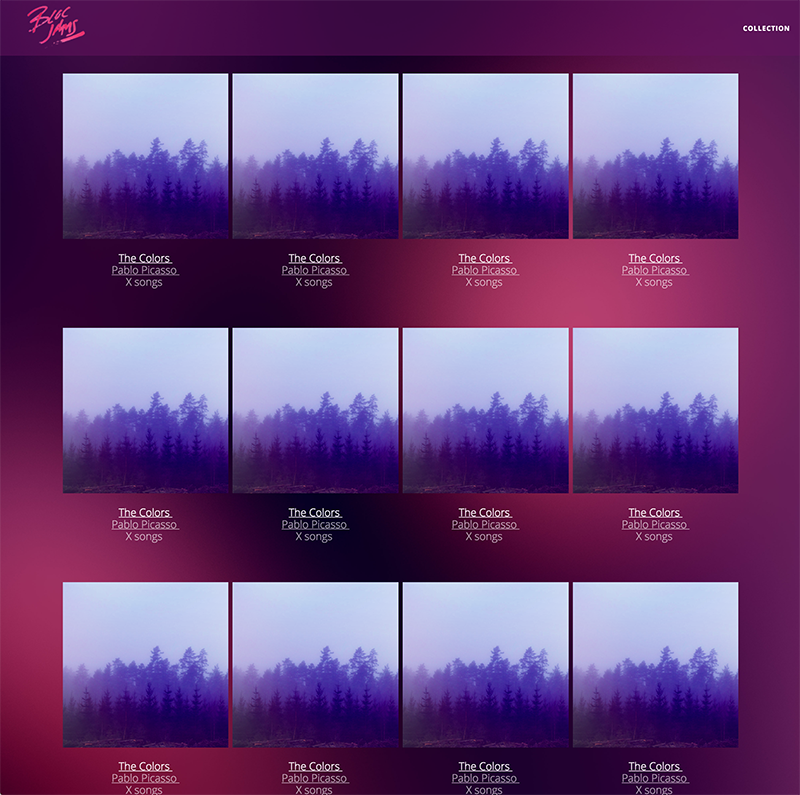 Bloc
Jams
COLLECTION
The Colors The Colors The Colors The Colors
Pablo Picasso Pablo Picasso Pablo Picasso Pablo Picasso
X songs X songs X songs X songs
The Colors The Colors The Colors The Colors
Pablo Picasso Pablo Picasso Pablo Picasso Pablo Picasso
X songs X songs X songs X songs
The Colors The Colors The Colors The Colors
Pablo Picasso Pablo Picasso Pablo Picasso Pablo Picasso
X songs X songs X songs X songs